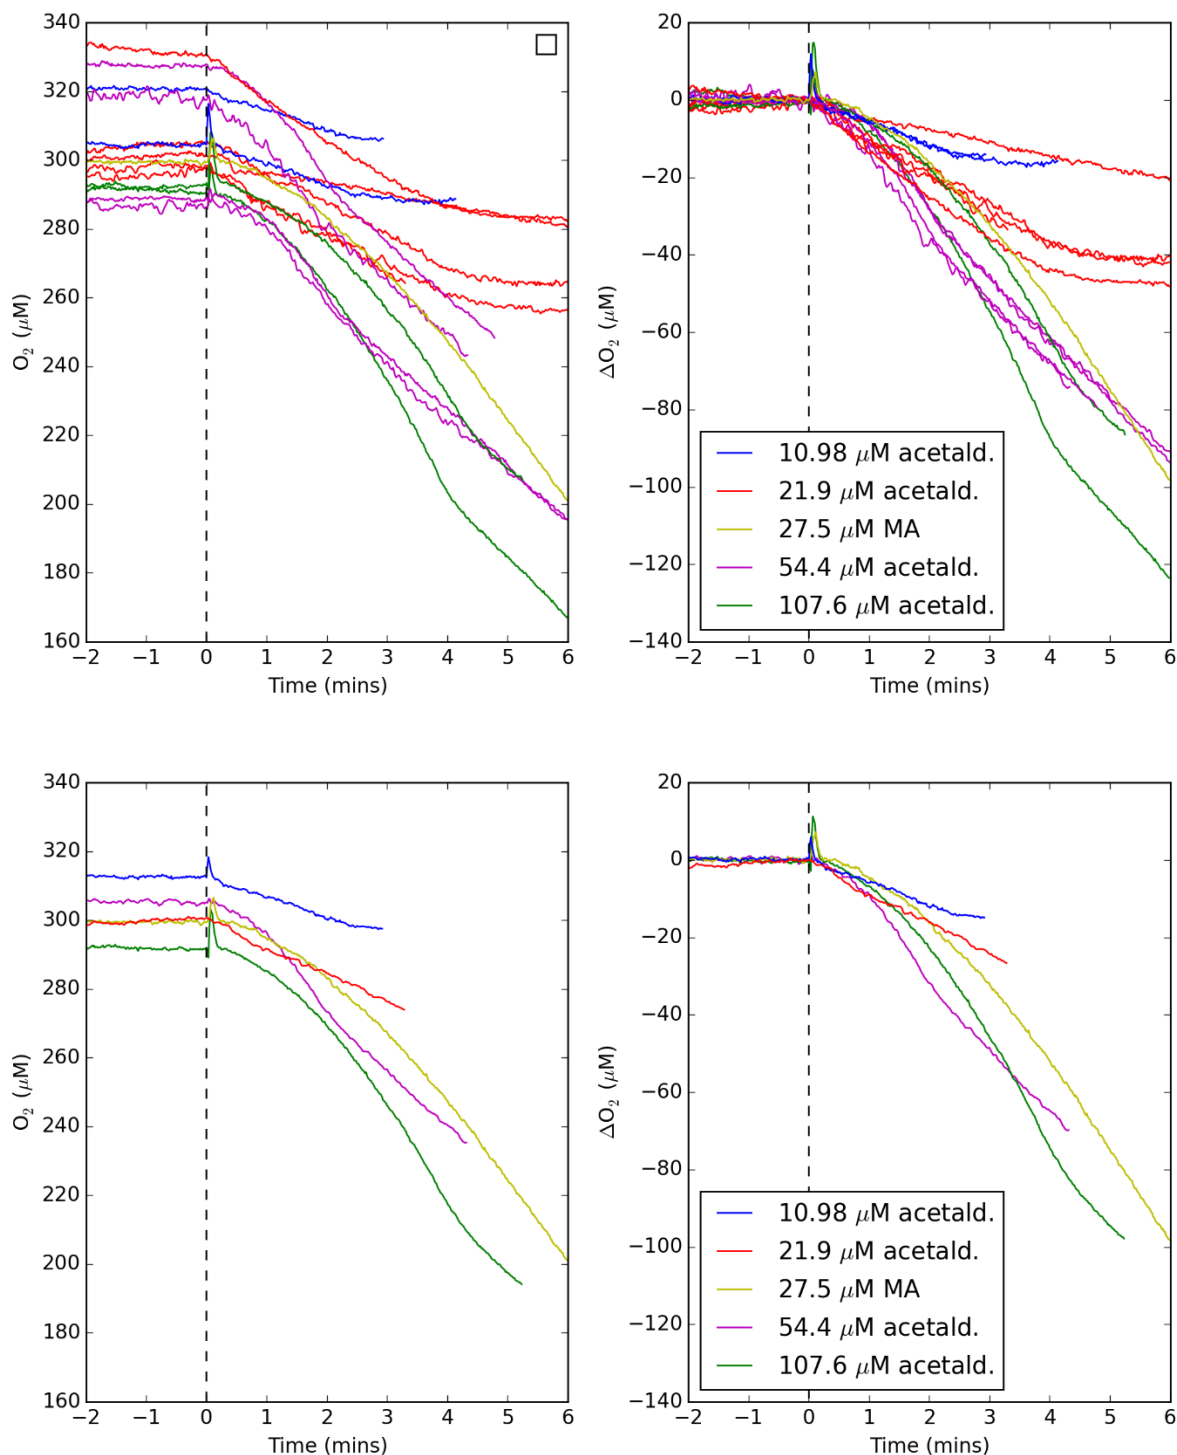 340
320
300
280
260
240
220
200
180
160
O₂ (μM)
−2 −1 0 1 2 3 4 5 6
Time (mins)
20
0
−20
−40
−60
−80
−100
−120
−140
ΔO₂ (μM)
10.98 μM acetald.
21.9 μM acetald.
27.5 μM MA
54.4 μM acetald.
107.6 μM acetald.
−2 −1 0 1 2 3 4 5 6
Time (mins)
340
320
300
280
260
240
220
200
180
160
O₂ (μM)
−2 −1 0 1 2 3 4 5 6
Time (mins)
20
0
−20
−40
−60
−80
−100
−120
−140
ΔO₂ (μM)
10.98 μM acetald.
21.9 μM acetald.
27.5 μM MA
54.4 μM acetald.
107.6 μM acetald.
−2 −1 0 1 2 3 4 5 6
Time (mins)